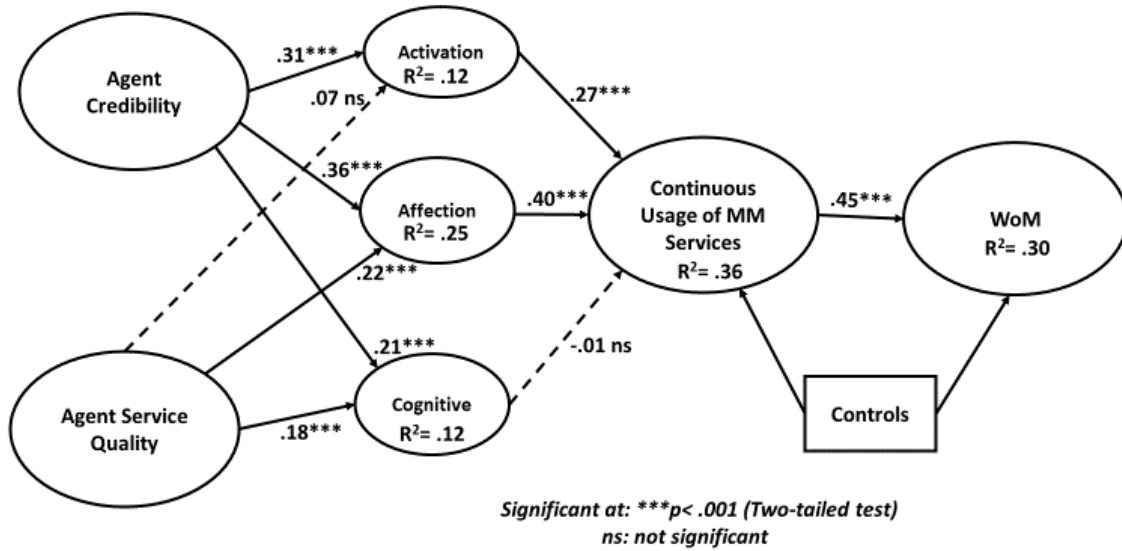 Agent
Credibility
.31***
.07 ns
.36***
.21***
Activation
R²= .12
.27***
Affection
R²= .25
.40***
.22***
Agent Service
Quality
.18***
Cognitive
R²= .12
-.01 ns
Continuous
Usage of MM
Services
R²= .36
.45***
WoM
R²= .30
Controls
Significant at: ***p< .001 (Two-tailed test)
ns: not significant